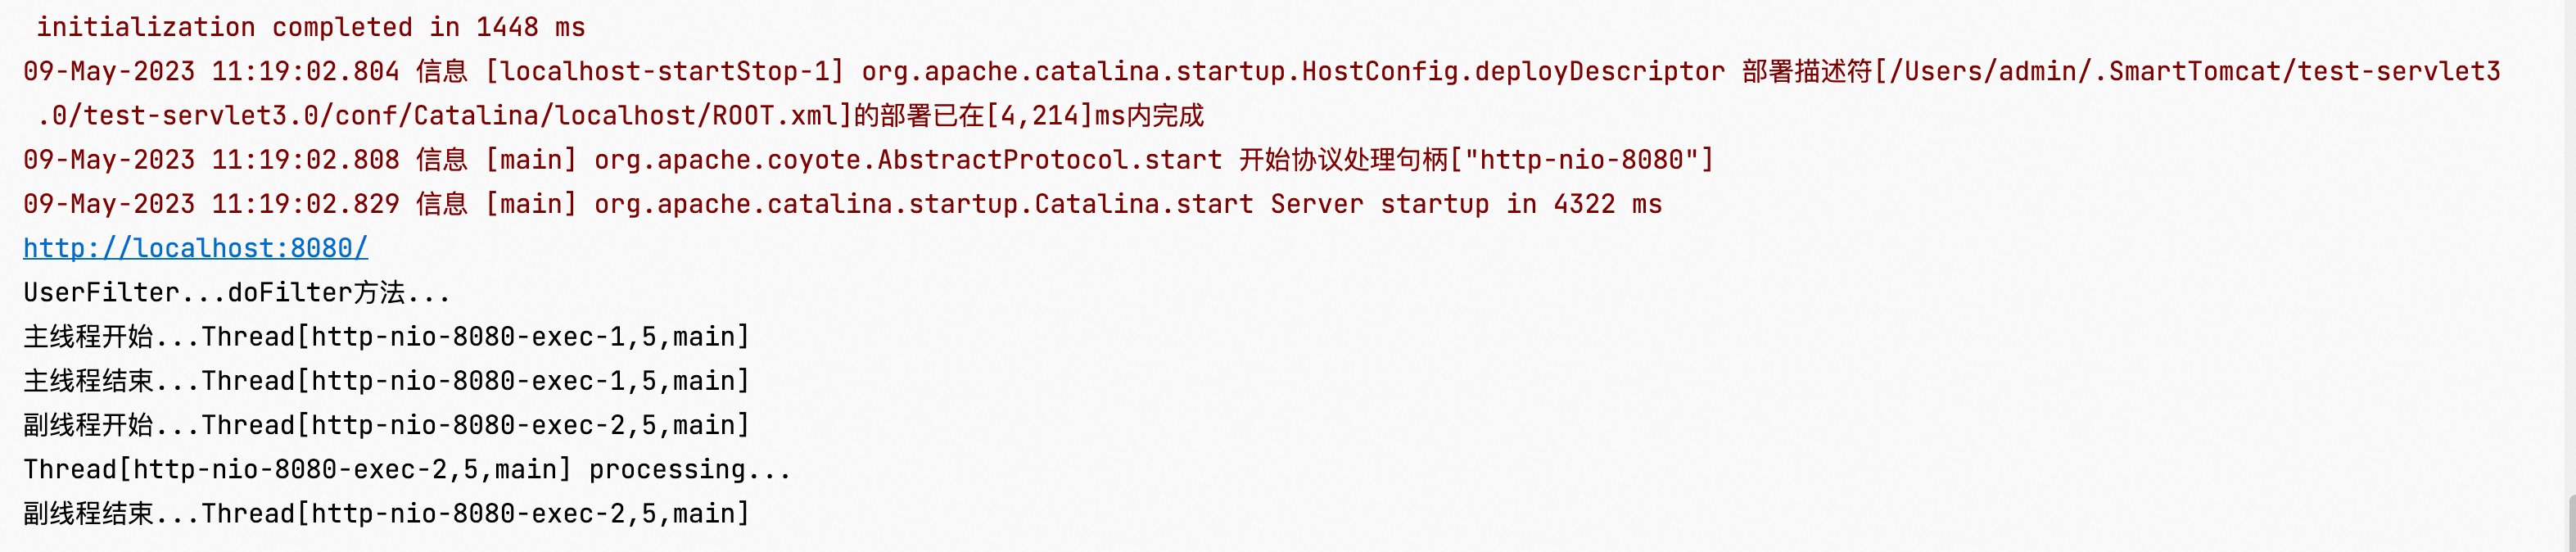 initialization completed in 1448 ms
09-May-2023 11:19:02.804 信息 [localhost-startStop-1] org.apache.catalina.startup.HostConfig.deployDescriptor 部署描述符[/Users/admin/.SmartTomcat/test-servlet3
.0/test-servlet3.0/conf/Catalina/localhost/ROOT.xml]的部署已在[4,214]ms内完成
09-May-2023 11:19:02.808 信息 [main] org.apache.coyote.AbstractProtocol.start 开始协议处理句柄["http-nio-8080"]
09-May-2023 11:19:02.829 信息 [main] org.apache.catalina.startup.Catalina.start Server startup in 4322 ms
http://localhost:8080/
UserFilter...doFilter方法...
主线程开始...Thread[http-nio-8080-exec-1,5,main]
主线程结束...Thread[http-nio-8080-exec-1,5,main]
副线程开始...Thread[http-nio-8080-exec-2,5,main]
Thread[http-nio-8080-exec-2,5,main] processing...
副线程结束...Thread[http-nio-8080-exec-2,5,main]